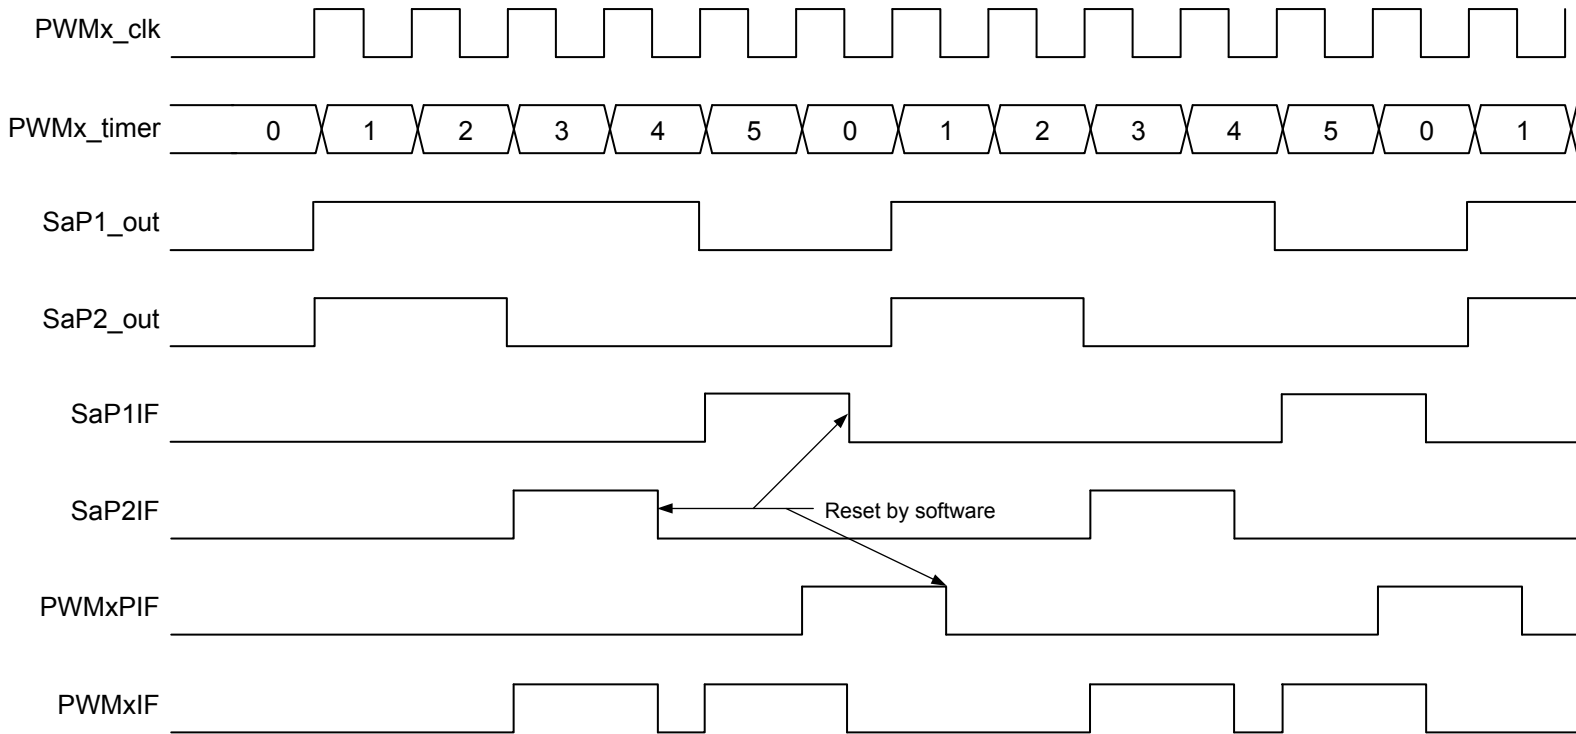 PWMx_clk
PWMx_timer 0 1 2 3 4 5 0 1 2 3 4 5 0 1
SaP1_out
SaP2_out
SaP1IF
SaP2IF Reset by software
PWMxPIF
PWMxIF